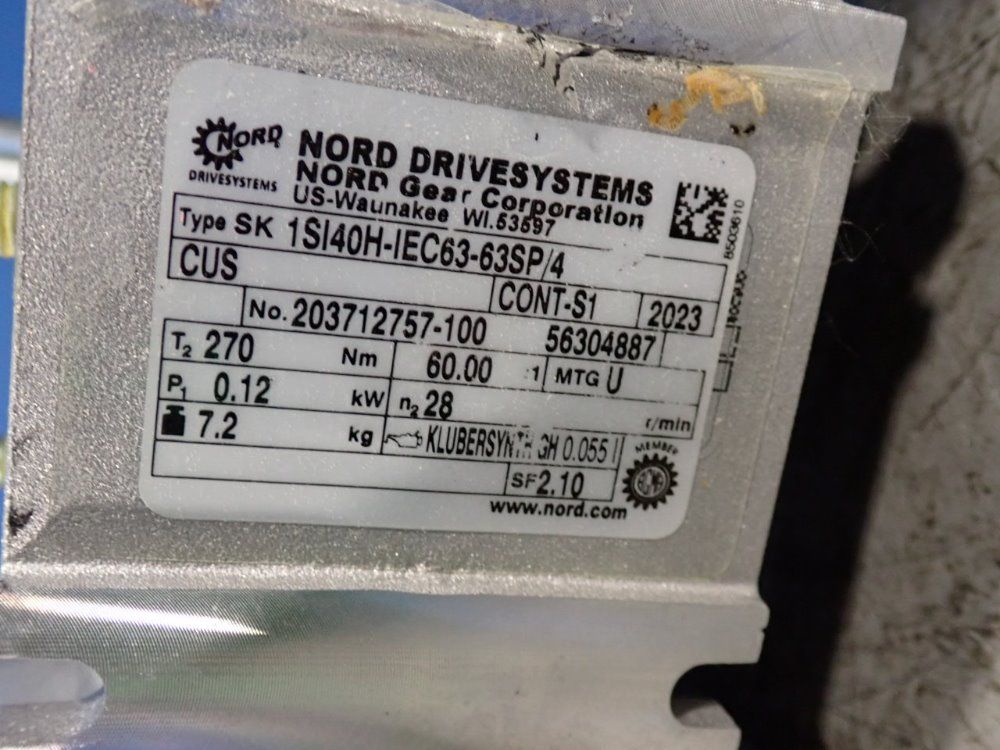 NORD
DRIVESYSTEMS
NORD DRIVESYSTEMS
NORD Gear Corporation
US-Waunakee WI.53597
8503610
Type SK 1SI40H-IEC63-63SP/4
CUS
CONT-S1 2023
No. 203712757-100 56304887
T2 270 Nm 60.00 :1 MTG U
P1 0.12 kW n2 28 r/min
7.2 kg KLUBERSYNTH GH 0.055 l
SF 2.10
MEMBER
www.nord.com